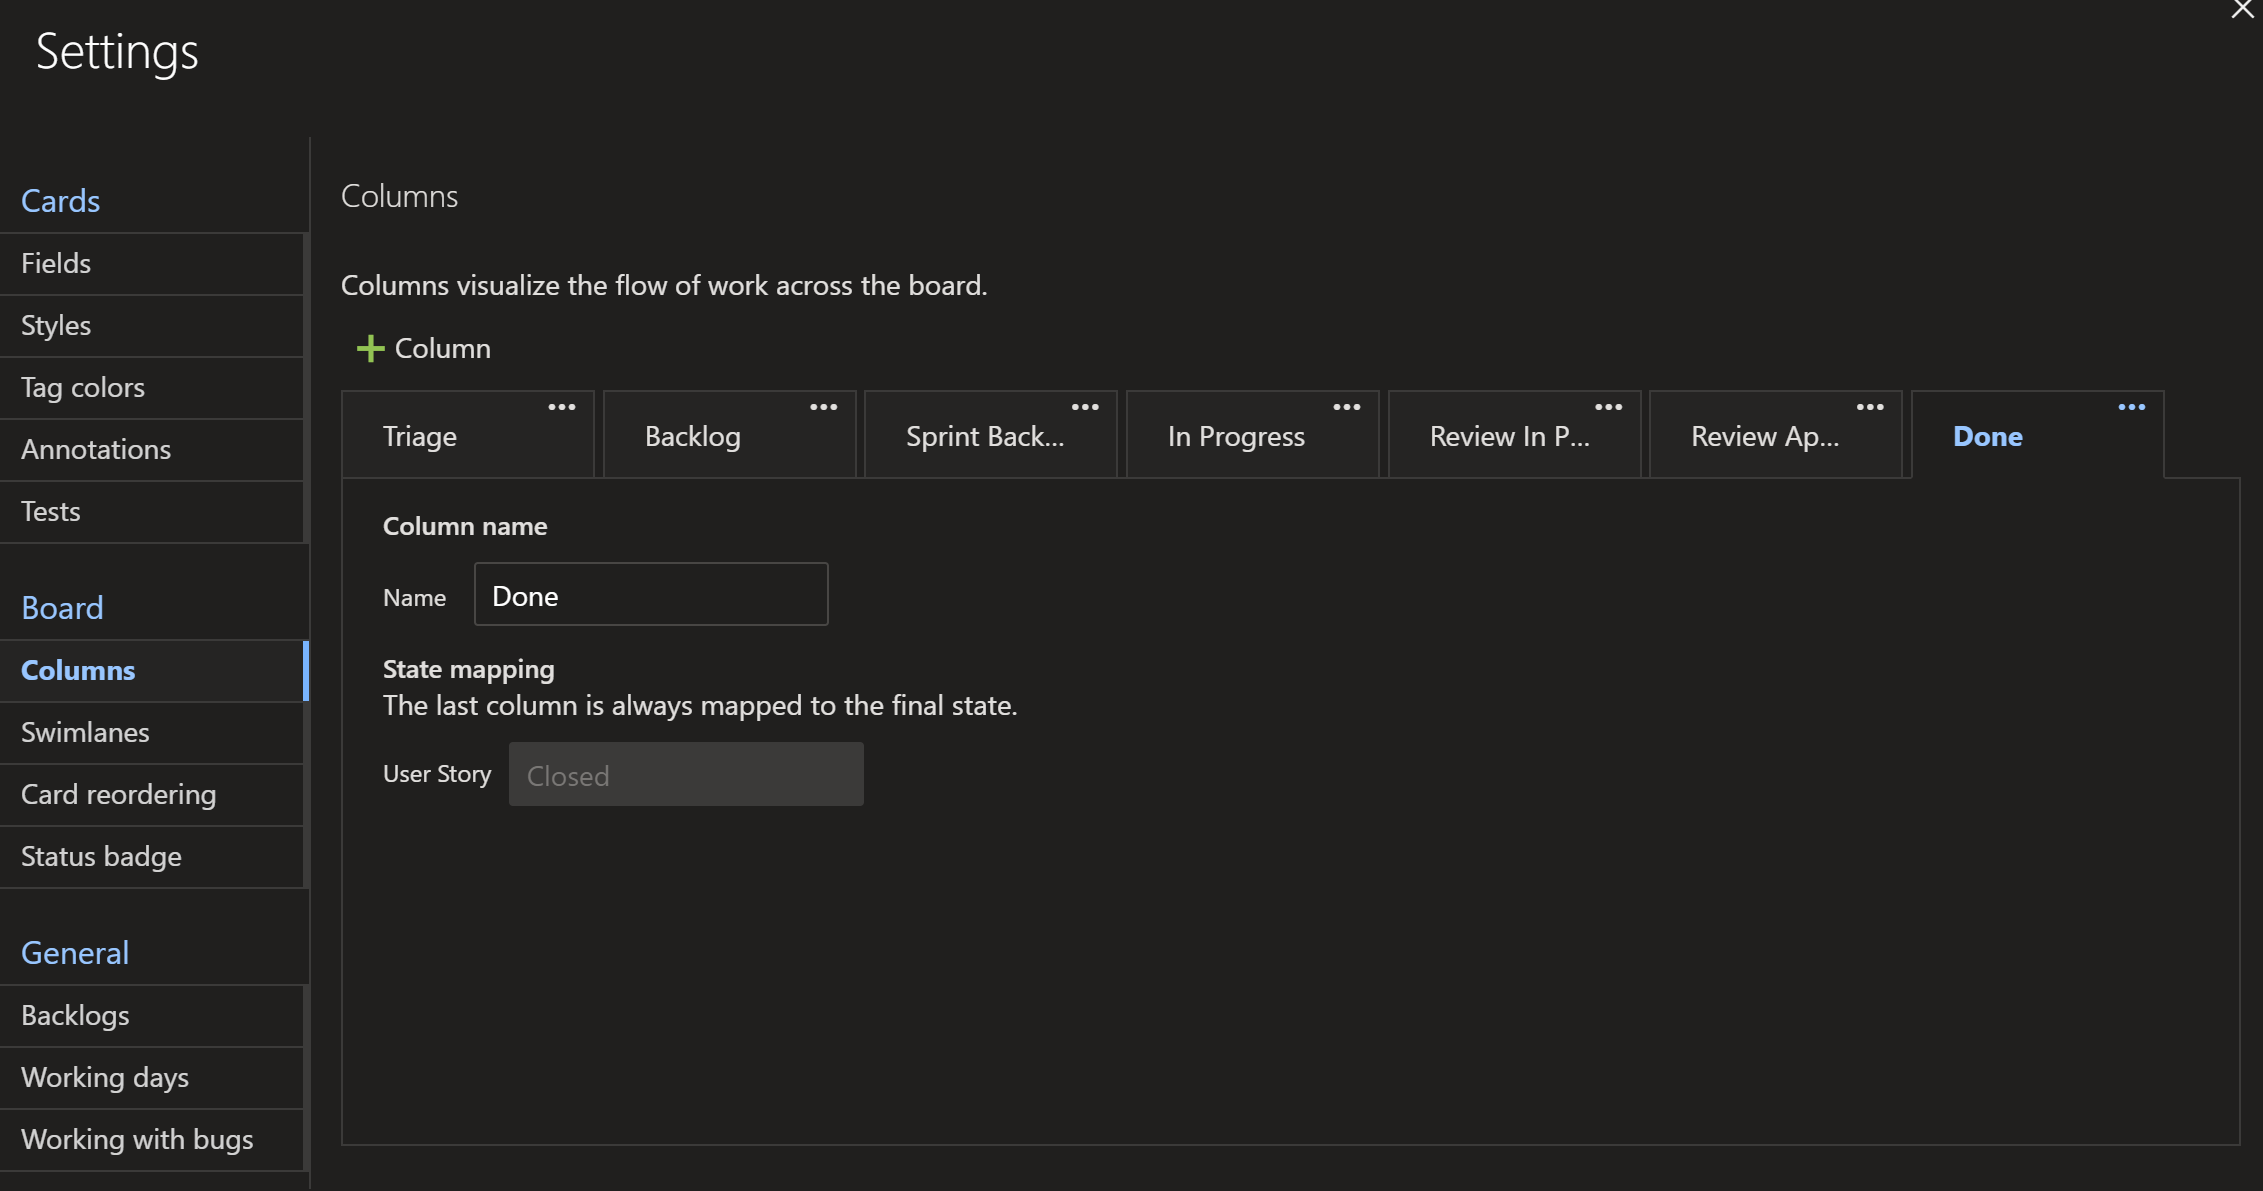 Settings
Cards
Fields
Styles
Tag colors
Annotations
Tests
Board
Columns
Swimlanes
Card reordering
Status badge
General
Backlogs
Working days
Working with bugs
Columns
Columns visualize the flow of work across the board.
Column
Triage
Backlog
Sprint Back...
In Progress
Review In P...
Review Ap...
Done
Column name
Name Done
State mapping
The last column is always mapped to the final state.
User Story Closed